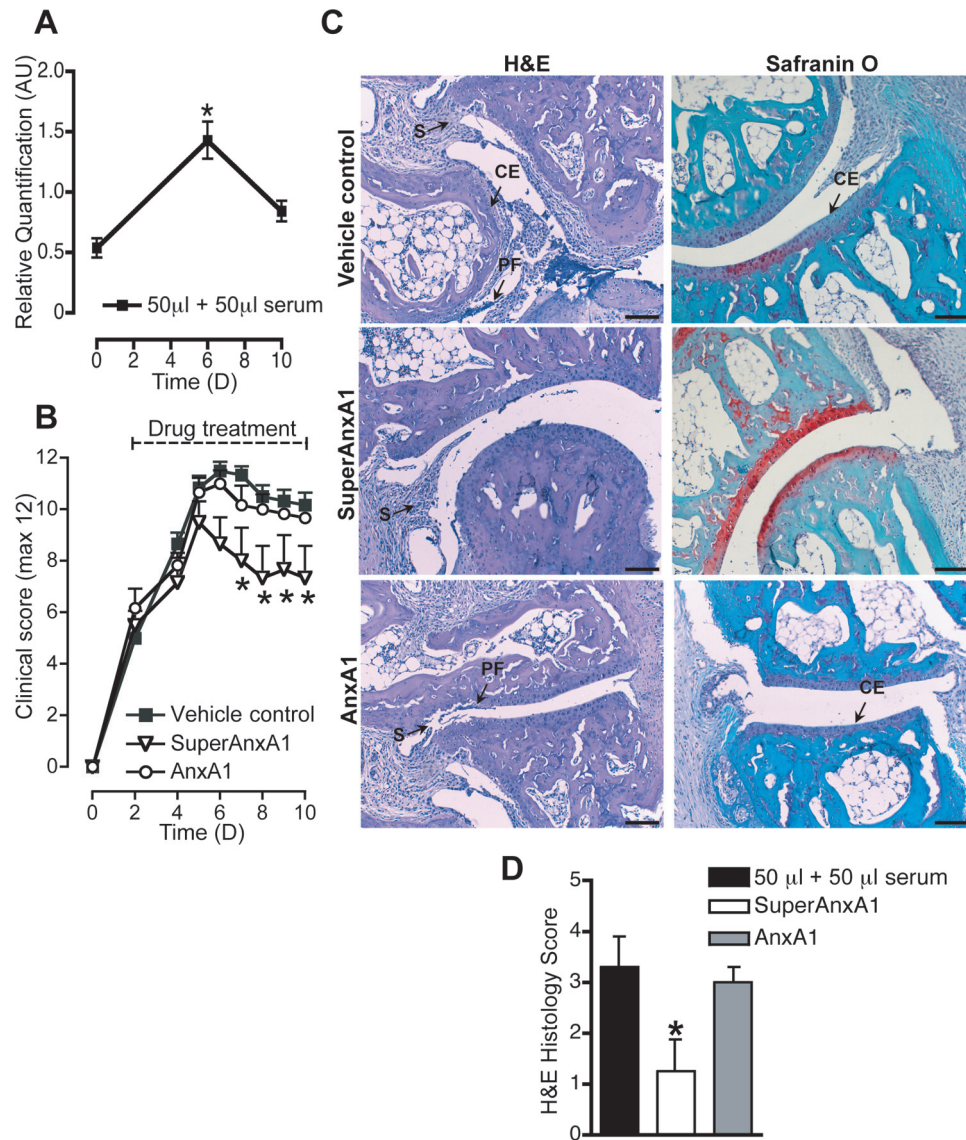 A
Relative Quantification (AU)
2.0
1.5
1.0
0.5
0
*
50μl + 50μl serum
0 2 4 6 8 10
Time (D)
B
Drug treatment
Clinical score (max 12)
12
10
8
6
4
2
0
* * * *
Vehicle control
SuperAnxA1
AnxA1
0 2 4 6 8 10
Time (D)
C
H&E
Safranin O
Vehicle control
S
CE
PF
CE
SuperAnxA1
S
AnxA1
PF
S
CE
D
H&E Histology Score
5
4
3
2
1
0
*
50 μl + 50 μl serum
SuperAnxA1
AnxA1